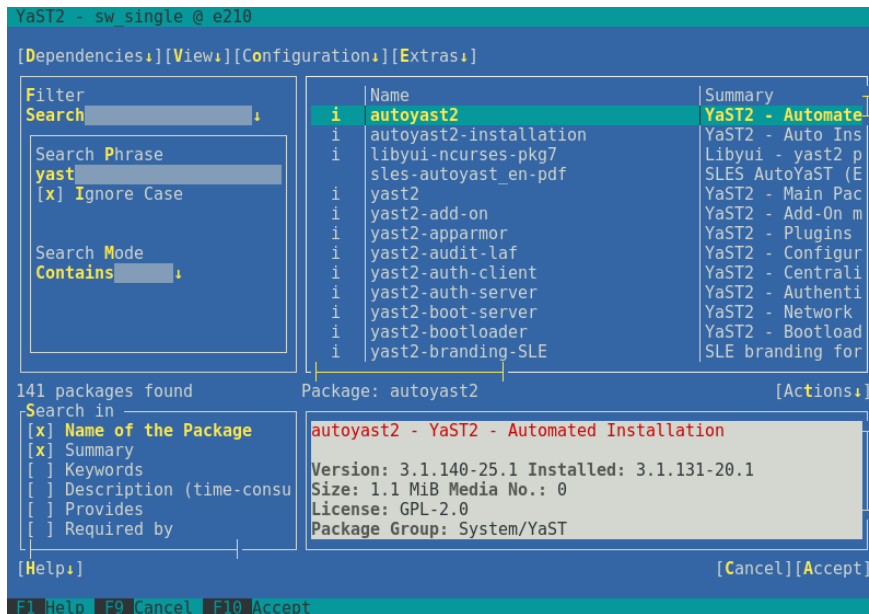 YaST2 - sw_single @ e210
[Dependencies↓][View↓][Configuration↓][Extras↓]
Filter
Search ↓
Search Phrase
yast
[x] Ignore Case
Search Mode
Contains ↓
Name Summary
i autoyast2 YaST2 - Automate
i autoyast2-installation YaST2 - Auto Ins
i libyui-ncurses-pkg7 Libyui - yast2 p
sles-autoyast_en-pdf SLES AutoYaST (E
i yast2 YaST2 - Main Pac
i yast2-add-on YaST2 - Add-On m
i yast2-apparmor YaST2 - Plugins
i yast2-audit-laf YaST2 - Configur
i yast2-auth-client YaST2 - Centrali
i yast2-auth-server YaST2 - Authenti
i yast2-boot-server YaST2 - Network
i yast2-bootloader YaST2 - Bootload
i yast2-branding-SLE SLE branding for
141 packages found
Package: autoyast2 [Actions↓]
Search in
[x] Name of the Package
[x] Summary
[ ] Keywords
[ ] Description (time-consu
[ ] Provides
[ ] Required by
autoyast2 - YaST2 - Automated Installation
Version: 3.1.140-25.1 Installed: 3.1.131-20.1
Size: 1.1 MiB Media No.: 0
License: GPL-2.0
Package Group: System/YaST
[Help↓] [Cancel][Accept]
F1 Help F9 Cancel F10 Accept